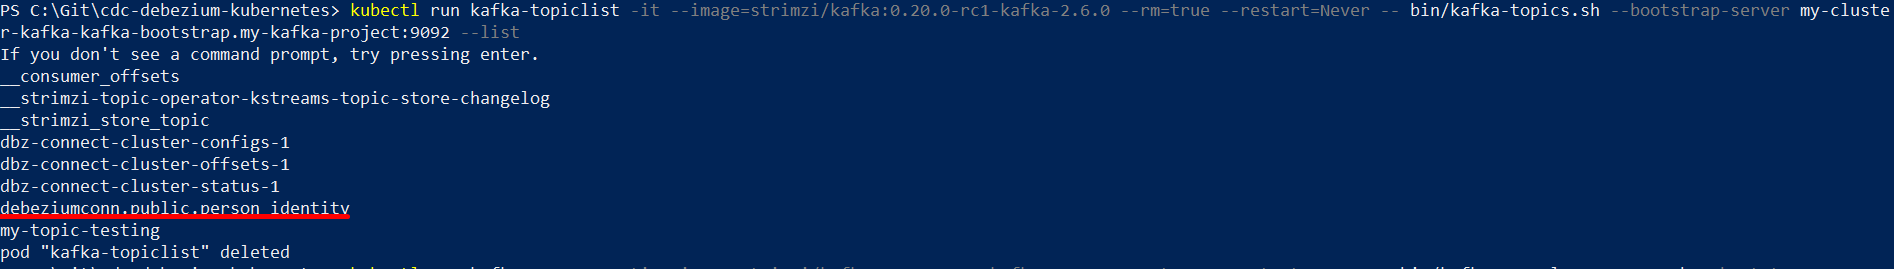 PS C:\Git\cdc-debezium-kubernetes> kubectl run kafka-topiclist -it --image=strimzi/kafka:0.20.0-rc1-kafka-2.6.0 --rm=true --restart=Never -- bin/kafka-topics.sh --bootstrap-server my-cluste
r-kafka-kafka-bootstrap.my-kafka-project:9092 --list
If you don't see a command prompt, try pressing enter.
__consumer_offsets
__strimzi-topic-operator-kstreams-topic-store-changelog
__strimzi_store_topic
dbz-connect-cluster-configs-1
dbz-connect-cluster-offsets-1
dbz-connect-cluster-status-1
debeziumconn.public.person_identity
my-topic-testing
pod "kafka-topiclist" deleted